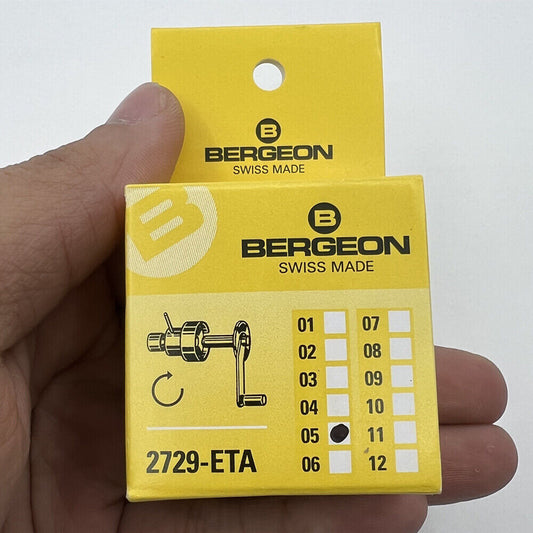 B
BERGEON
SWISS MADE
B
B
BERGEON
SWISS MADE
01 07
02 08
03 09
04 10
05 11
06 12
2729-ETA